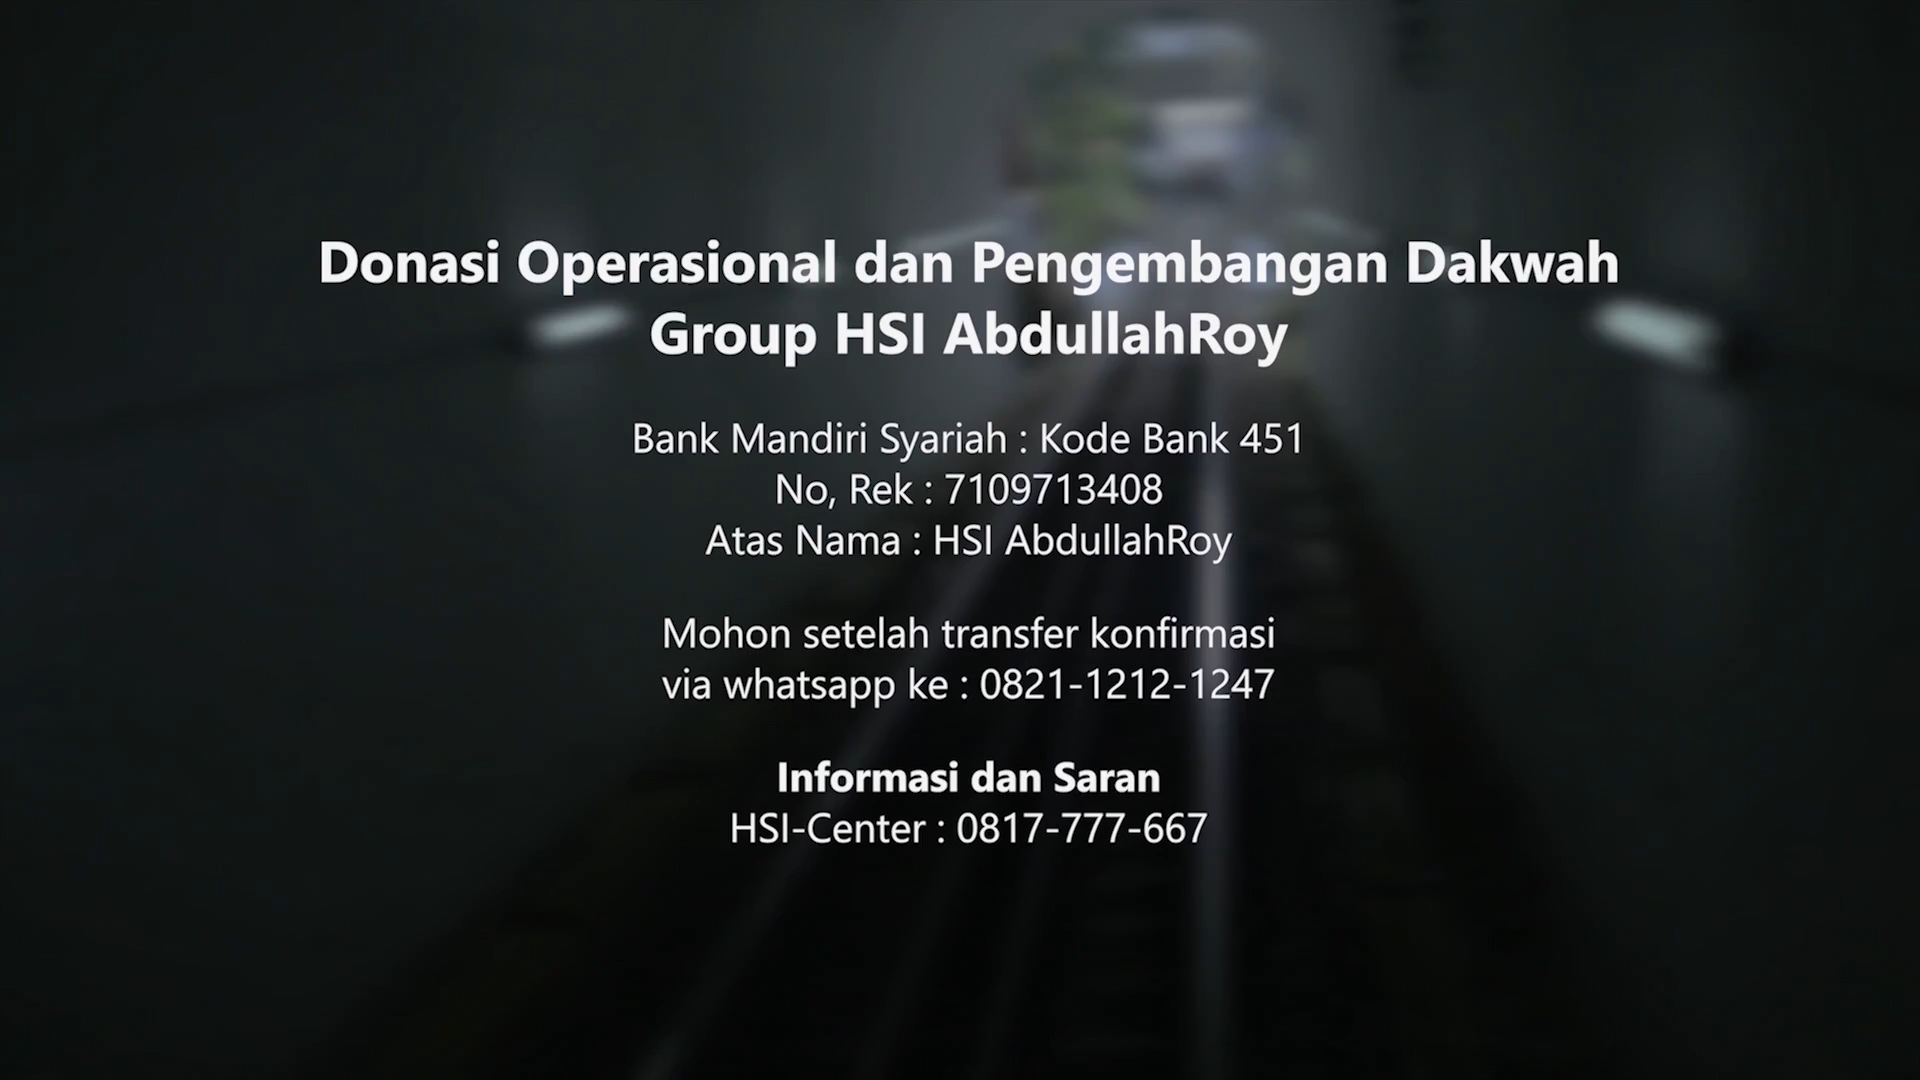 Donasi Operasional dan Pengembangan Dakwah
Group HSI AbdullahRoy
Bank Mandiri Syariah : Kode Bank 451
No, Rek : 7109713408
Atas Nama : HSI AbdullahRoy
Mohon setelah transfer konfirmasi
via whatsapp ke : 0821-1212-1247
Informasi dan Saran
HSI-Center : 0817-777-667